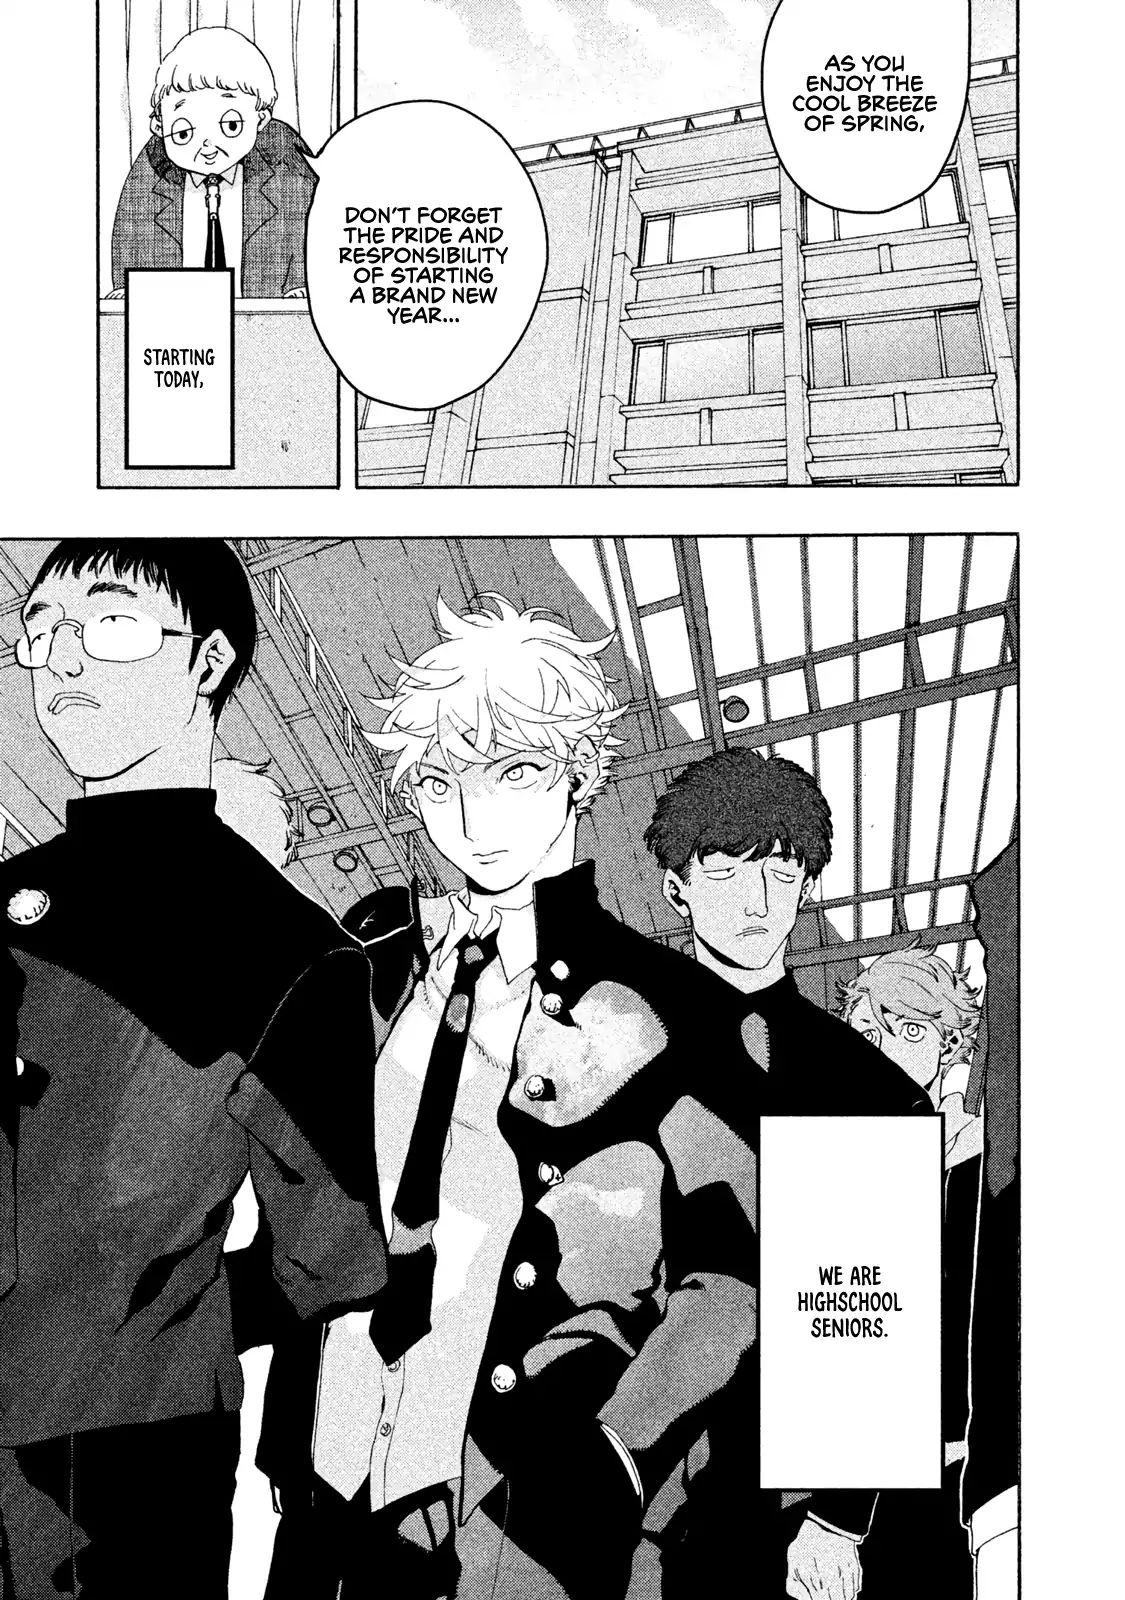 AS YOU
ENJOY THE
COOL BREEZE
OF SPRING,
DON'T FORGET
THE PRIDE AND
RESPONSIBILITY
OF STARTING
A BRAND NEW
YEAR...
STARTING
TODAY,
WE ARE
HIGHSCHOOL
SENIORS.